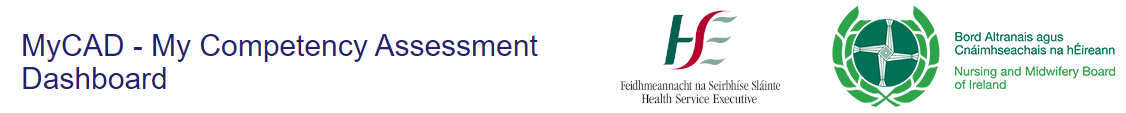 MyCAD - My Competency Assessment
Dashboard
HSE
Feidhmeannacht na Seirbhíse Sláinte
Health Service Executive
Bord Altranais agus
Cnáimhseachais na hÉireann
Nursing and Midwifery Board
of Ireland